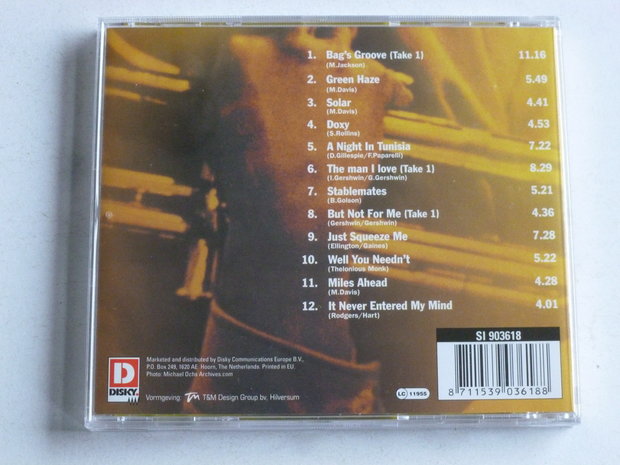 1. Bag's Groove (Take 1) 11.16
(M.Jackson)
2. Green Haze 5.49
(M.Davis)
3. Solar 4.41
(M.Davis)
4. Doxy 4.53
(S.Rollins)
5. A Night In Tunisia 7.22
(D.Gillespie/F.Paparelli)
6. The man I love (Take 1) 8.29
(I.Gershwin/G.Gershwin)
7. Stablemates 5.21
(B.Golson)
8. But Not For Me (Take 1) 4.36
(Gershwin/Gershwin)
9. Just Squeeze Me 7.28
(Ellington/Gaines)
10. Well You Needn't 5.22
(Thelonious Monk)
11. Miles Ahead 4.28
(M.Davis)
12. It Never Entered My Mind 4.01
(Rodgers/Hart)
SI 903618
8 711539 036188
LC 11955
D
DISKY
Marketed and distributed by Disky Communications Europe B.V.,
P.O. Box 249, 1620 AE Hoorn, The Netherlands. Printed in EU.
Photo: Michael Ochs Archives.com
Vormgeving: TM T&M Design Group bv, Hilversum